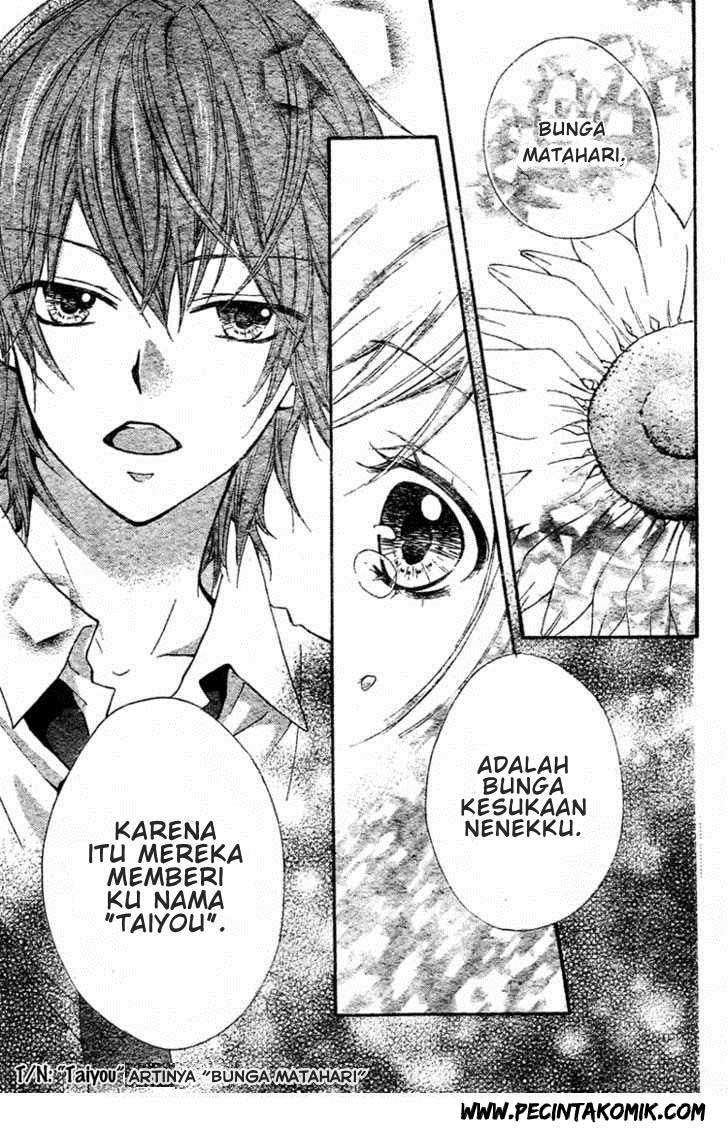 BUNGA
MATAHARI.
ADALAH
BUNGA
KESUKAAN
NENEKKU.
KARENA
ITU MEREKA
MEMBERI
KU NAMA
"TAIYOU".
T/N: "Taiyou" ARTINYA "BUNGA MATAHARI"
WWW.PECINTAKOMIK.COM